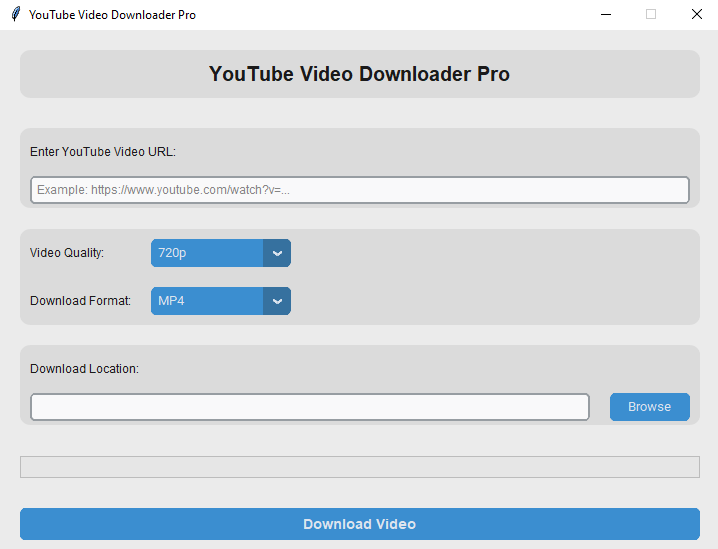 YouTube Video Downloader Pro
YouTube Video Downloader Pro
Enter YouTube Video URL:
Example: https://www.youtube.com/watch?v=...
Video Quality: 720p
Download Format: MP4
Download Location:
Browse
Download Video